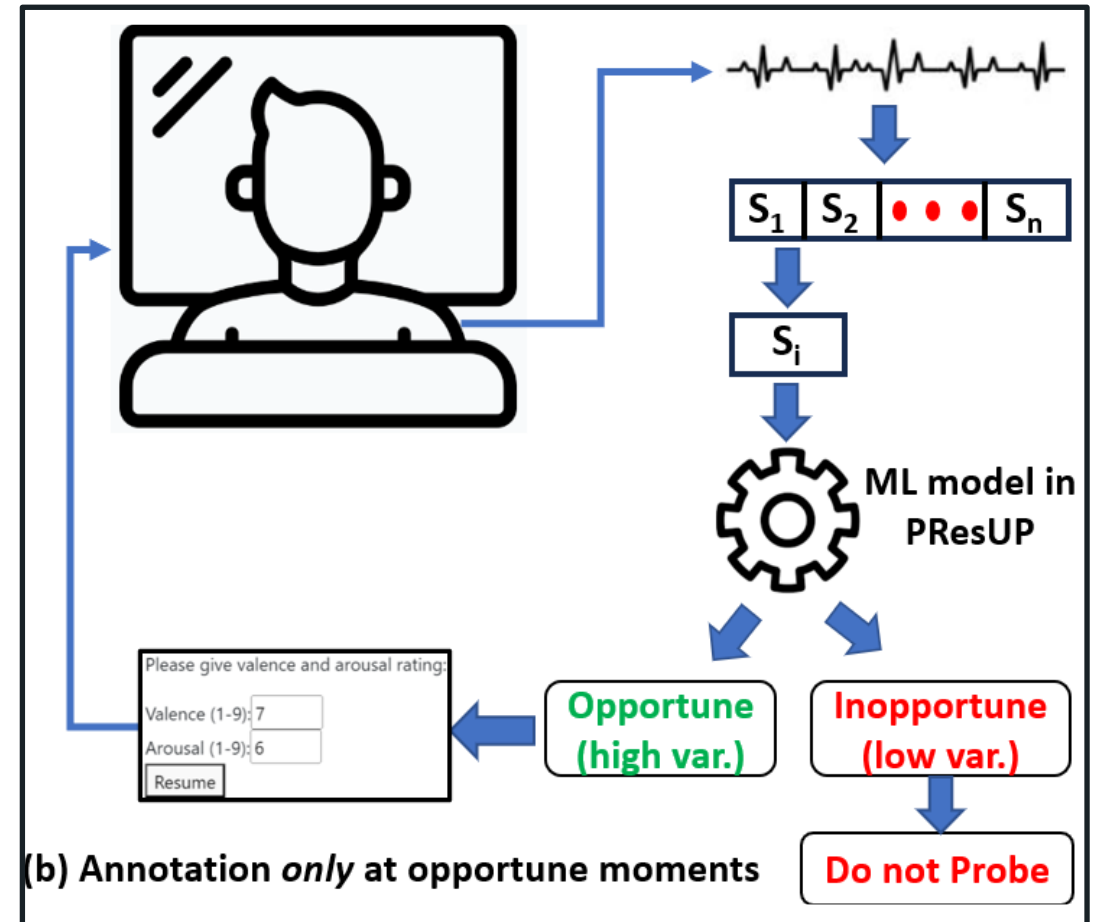 S1 S2 ● ● ● Sn
Si
ML model in
PResUP
Opportune
(high var.)
Inopportune
(low var.)
Do not Probe
Please give valence and arousal rating:
Valence (1-9): 7
Arousal (1-9): 6
Resume
(b) Annotation only at opportune moments